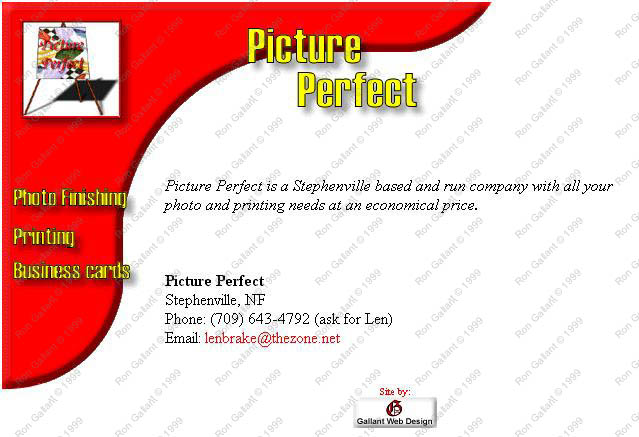 Picture
Perfect
Picture
Perfect
Photo Finishing
Printing
Business cards
Picture Perfect is a Stephenville based and run company with all your
photo and printing needs at an economical price.
Picture Perfect
Stephenville, NF
Phone: (709) 643-4792 (ask for Len)
Email: lenbrake@thezone.net
Site by:
G
Gallant Web Design
Ron Gallant © 1999